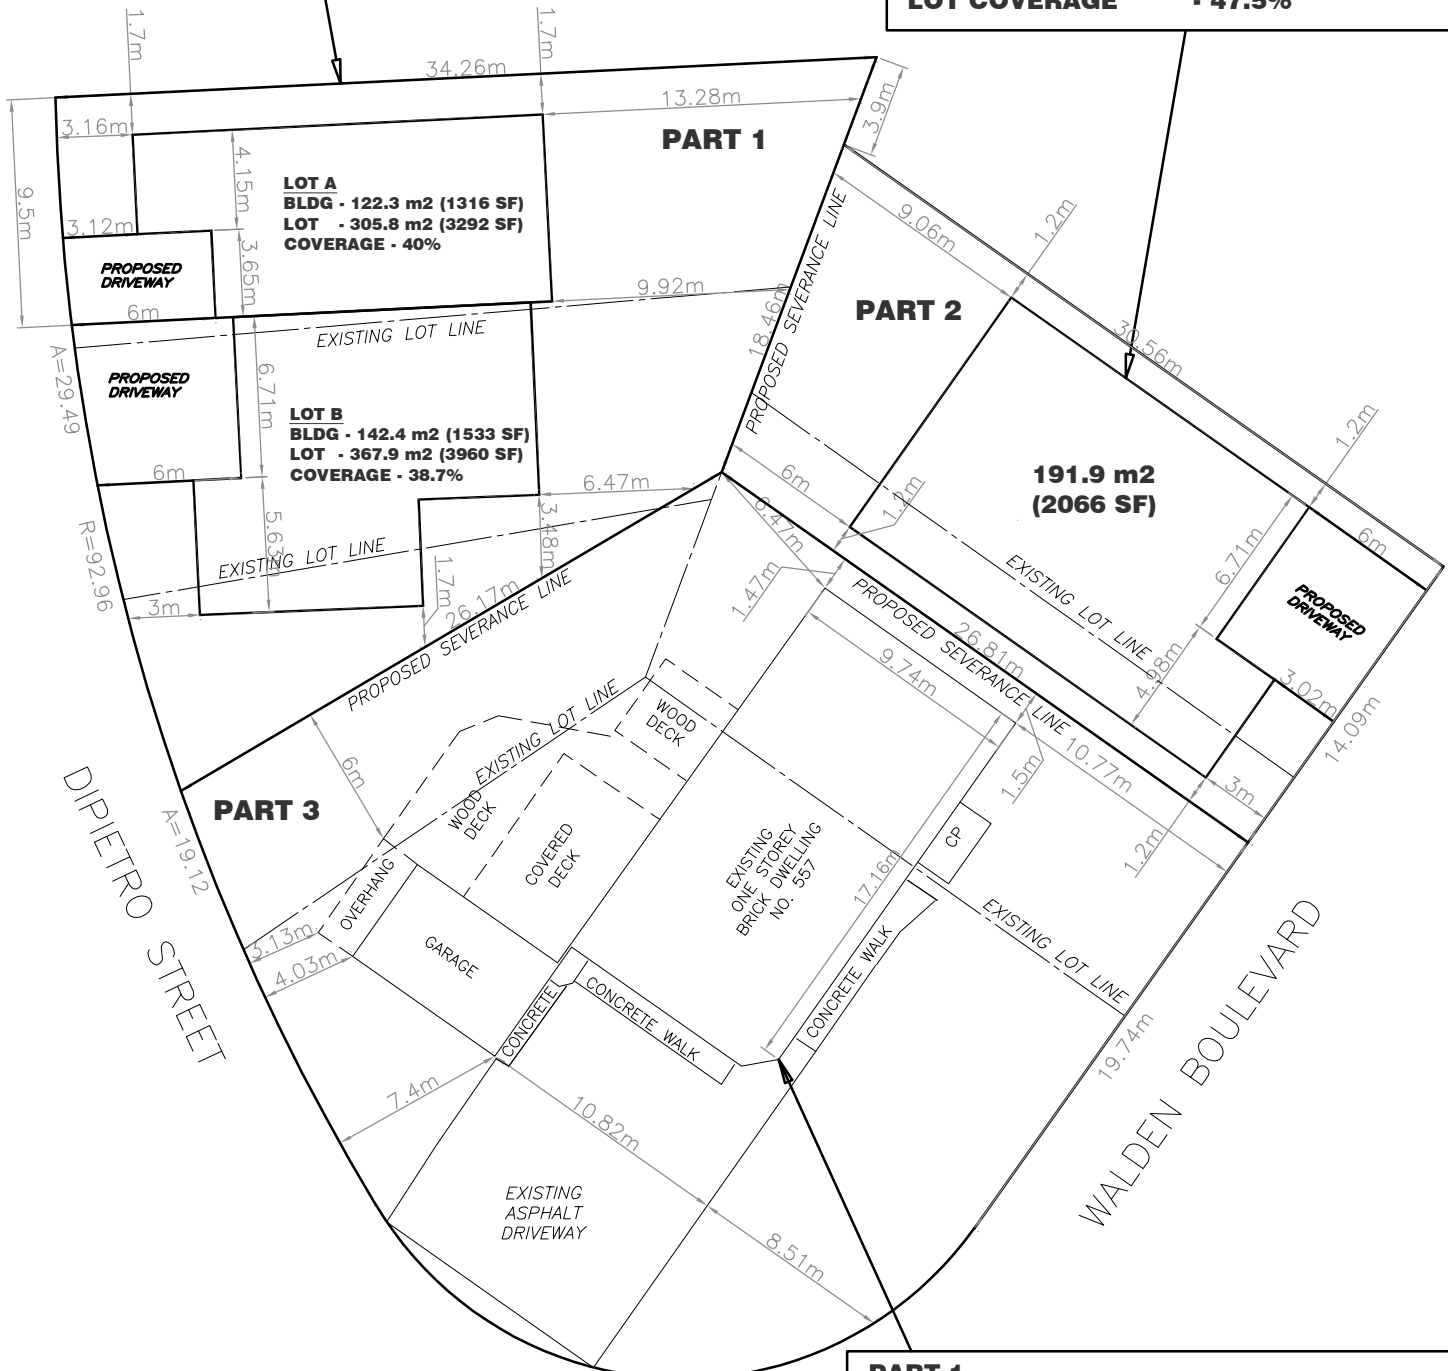 LOT COVERAGE - 47.5%
1.7m
1.7m
34.26m
13.28m
3.9m
3.16m
PART 1
4.15m
LOT A
BLDG - 122.3 m2 (1316 SF)
LOT - 305.8 m2 (3292 SF)
COVERAGE - 40%
9.5m
3.12m
PROPOSED
DRIVEWAY
3.65m
6m
9.92m
EXISTING LOT LINE
18.46m
PROPOSED SEVERANCE LINE
PART 2
9.06m
1.2m
30.56m
A=29.49
PROPOSED
DRIVEWAY
6.71m
LOT B
BLDG - 142.4 m2 (1533 SF)
LOT - 367.9 m2 (3960 SF)
COVERAGE - 38.7%
6m
6.47m
3.48m
R=92.96
EXISTING LOT LINE
5.63m
3m
1.7m
26.17m
PROPOSED SEVERANCE LINE
6m
6.47m
1.2m
1.47m
191.9 m2
(2066 SF)
1.2m
6m
6.71m
PROPOSED
DRIVEWAY
EXISTING LOT LINE
4.98m
3.02m
14.09m
PROPOSED SEVERANCE LINE
26.81m
9.74m
10.77m
1.5m
3m
1.2m
DIPIETRO STREET
A=19.12
PART 3
6m
EXISTING LOT LINE
WOOD
DECK
WOOD
DECK
COVERED
DECK
OVERHANG
GARAGE
3.13m
4.03m
EXISTING
ONE STOREY
BRICK DWELLING
NO. 557
17.16m
CP
EXISTING LOT LINE
CONCRETE
CONCRETE WALK
CONCRETE WALK
7.4m
10.82m
EXISTING
ASPHALT
DRIVEWAY
8.51m
19.74m
WALDEN BOULEVARD
PART 1